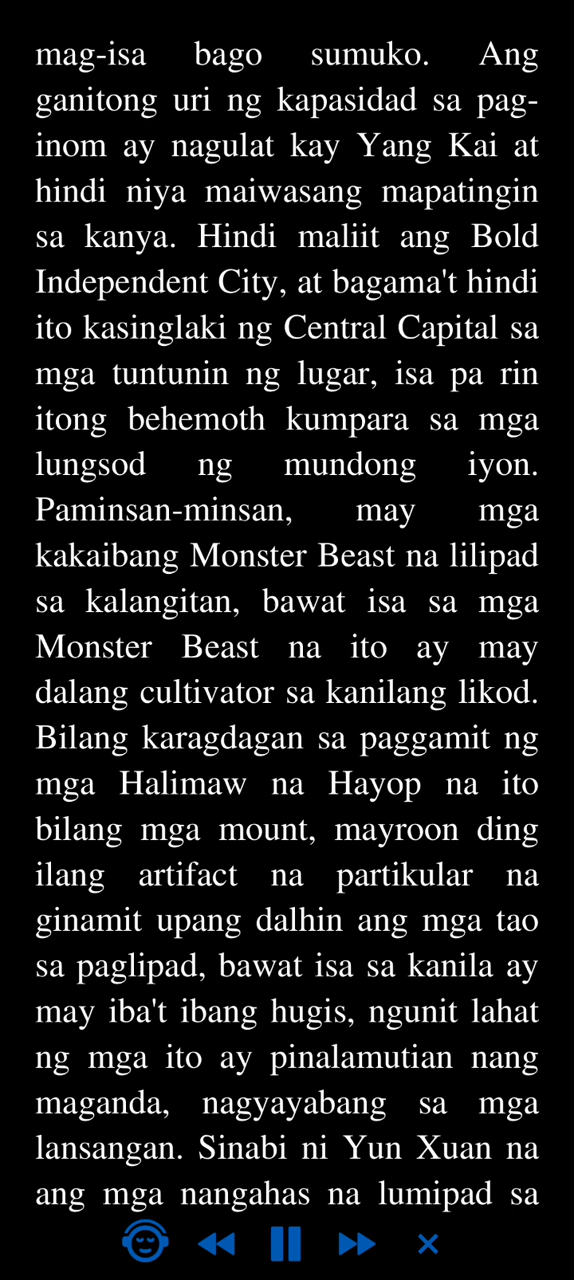 mag-isa bago sumuko. Ang
ganitong uri ng kapasidad sa pag-
inom ay nagulat kay Yang Kai at
hindi niya maiwasang mapatingin
sa kanya. Hindi maliit ang Bold
Independent City, at bagama't hindi
ito kasinglaki ng Central Capital sa
mga tuntunin ng lugar, isa pa rin
itong behemoth kumpara sa mga
lungsod ng mundong iyon.
Paminsan-minsan, may mga
kakaibang Monster Beast na lilipad
sa kalangitan, bawat isa sa mga
Monster Beast na ito ay may
dalang cultivator sa kanilang likod.
Bilang karagdagan sa paggamit ng
mga Halimaw na Hayop na ito
bilang mga mount, mayroon ding
ilang artifact na partikular na
ginamit upang dalhin ang mga tao
sa paglipad, bawat isa sa kanila ay
may iba't ibang hugis, ngunit lahat
ng mga ito ay pinalamutian nang
maganda, nagyayabang sa mga
lansangan. Sinabi ni Yun Xuan na
ang mga nangahas na lumipad sa